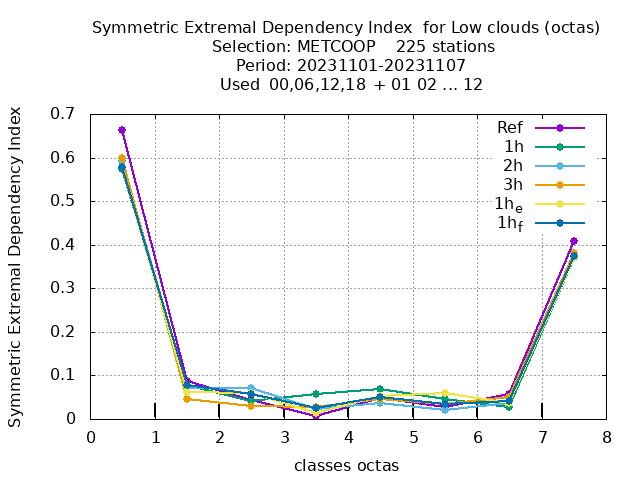 Symmetric Extremal Dependency Index  for Low clouds (octas)
Selection: METCOOP    225 stations
Period: 20231101-20231107
Used  00,06,12,18  + 01 02 ... 12
Symmetric Extremal Dependency Index
0.7
0.6
0.5
0.4
0.3
0.2
0.1
0
Ref
1h
2h
3h
1h_e
1h_f
0 1 2 3 4 5 6 7 8
classes octas